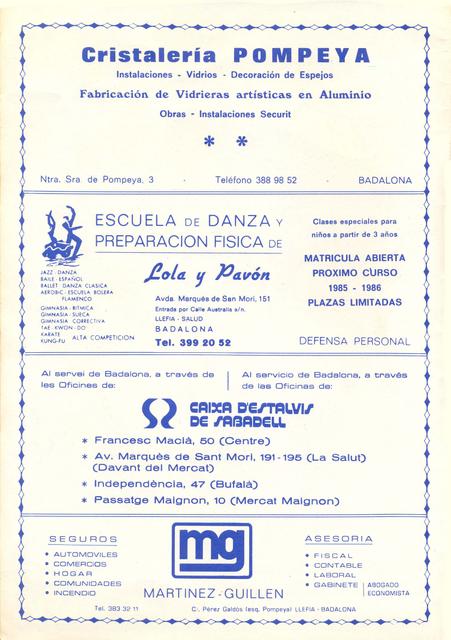 Cristalería POMPEYA
Instalaciones - Vidrios - Decoración de Espejos
Fabricación de Vidrieras artísticas en Aluminio
Obras - Instalaciones Securit
* *
Ntra. Sra. de Pompeya, 3 - Teléfono 388 98 52 - BADALONA
ESCUELA DE DANZA Y
PREPARACION FISICA DE
Lola y Pavón
JAZZ DANZA
BAILE ESPAÑOL
BALLET DANZA CLASICA
AEROBIC - ESCUELA BOLERA
FLAMENCO
GIMNASIA RITMICA
GIMNASIA SUECA
GIMNASIA CORRECTIVA
TAE - KWON - DO
KARATE
KUNG-FU ALTA COMPETICION
Avda. Marqués de San Mori, 151
Entrada por Calle Australia s/n.
LLEFIA - SALUD
BADALONA
Tel. 399 20 52
Clases especiales para
niños a partir de 3 años
MATRICULA ABIERTA
PROXIMO CURSO
1985 - 1986
PLAZAS LIMITADAS
DEFENSA PERSONAL
Al servei de Badalona, a través de
les Oficines de:
Al servicio de Badalona, a través
de las Oficinas de:
CAIXA D'ESTALVIS
DE SABADELL
* Francesc Macià, 50 (Centre)
* Av. Marquès de Sant Mori, 191-195 (La Salut)
(Davant del Mercat)
* Independència, 47 (Bufalà)
* Passatge Maignon, 10 (Mercat Maignon)
SEGUROS
• AUTOMOVILES
• COMERCIOS
• HOGAR
• COMUNIDADES
• INCENDIO
mg
MARTINEZ - GUILLEN
ASESORIA
• FISCAL
• CONTABLE
• LABORAL
• GABINETE ABOGADO
ECONOMISTA
Tel. 383 32 11 C/. Pérez Galdós (esq. Pompeya) LLEFIA - BADALONA